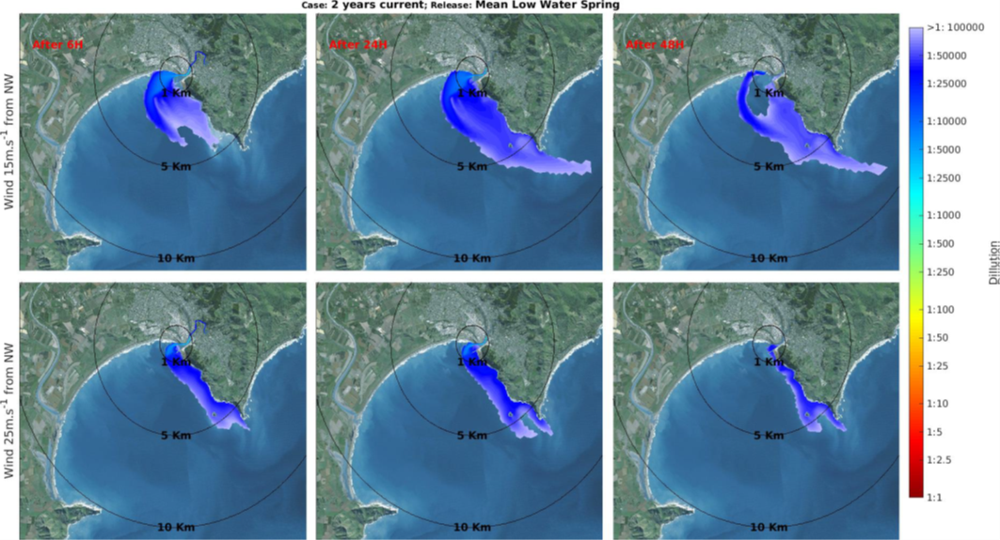 Case: 2 years current; Release: Mean Low Water Spring
After 6H
After 24H
After 48H
Wind 15m.s-1 from NW
1 Km
5 Km
10 Km
1 Km
5 Km
10 Km
1 Km
5 Km
10 Km
Wind 25m.s-1 from NW
1 Km
5 Km
10 Km
1 Km
5 Km
10 Km
1 Km
5 Km
10 Km
>1: 100000
1:50000
1:25000
1:10000
1:5000
1:2500
1:1000
1:500
1:250
1:100
1:50
1:25
1:10
1:5
1:2.5
1:1
Dillution